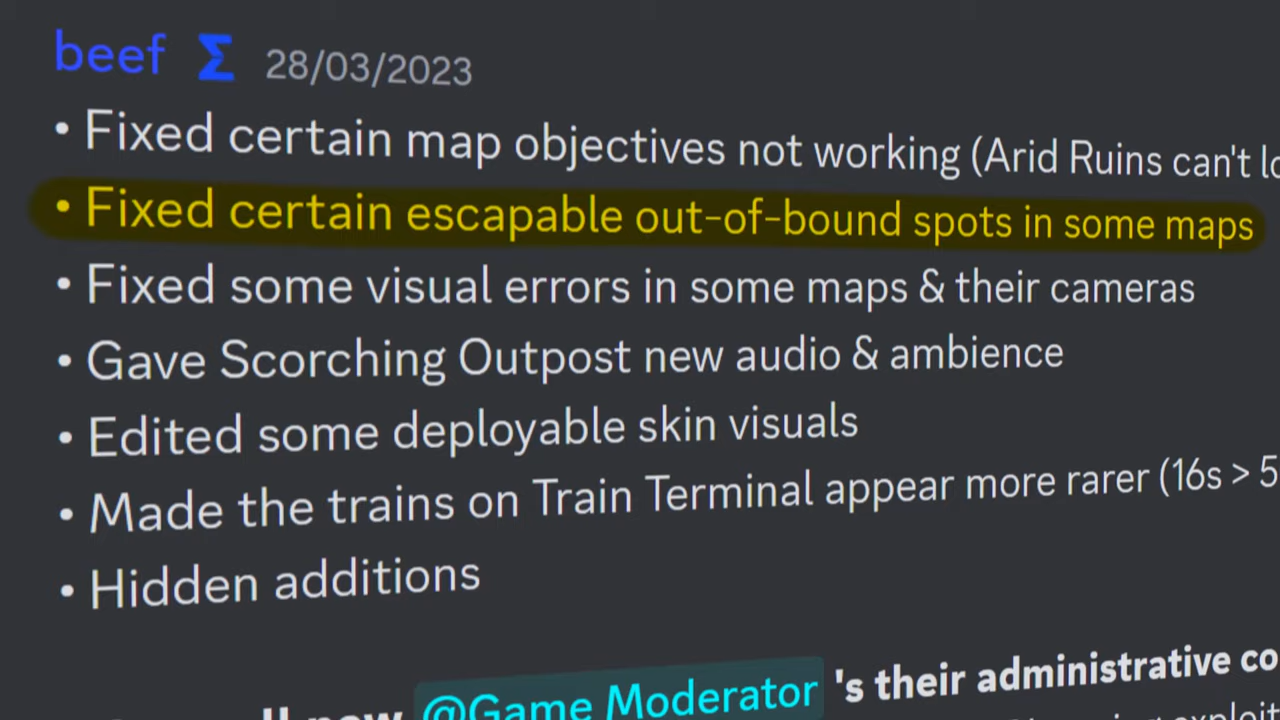 beef Σ 28/03/2023
• Fixed certain map objectives not working (Arid Ruins can't
• Fixed certain escapable out-of-bound spots in some maps
• Fixed some visual errors in some maps & their cameras
• Gave Scorching Outpost new audio & ambience
• Edited some deployable skin visuals
• Made the trains on Train Terminal appear more rarer (16s > 5
• Hidden additions
@Game Moderator 's their administrative